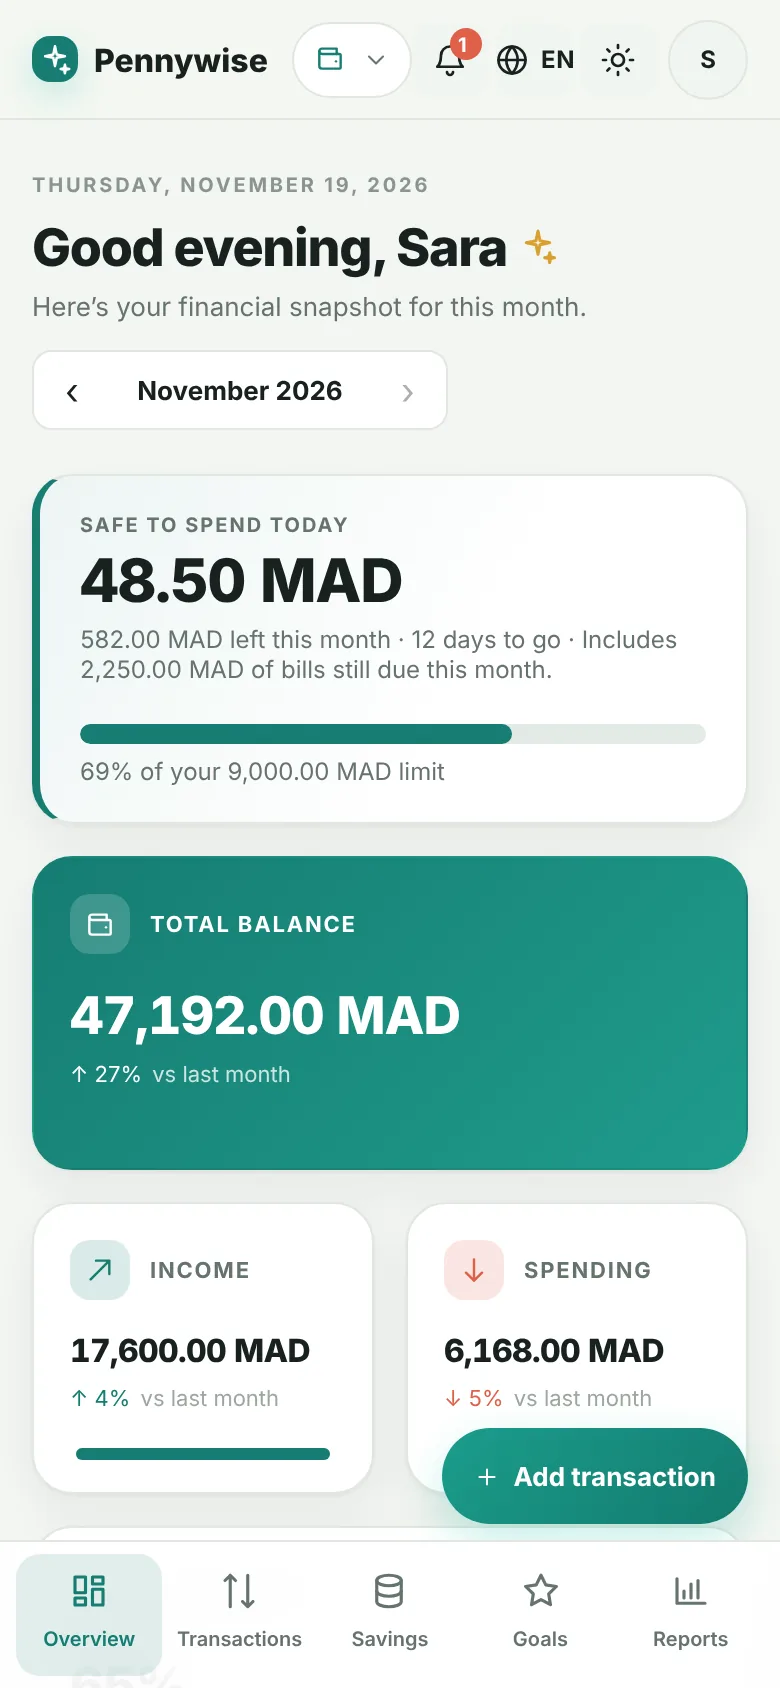 Pennywise
1
EN
S
THURSDAY, NOVEMBER 19, 2026
Good evening, Sara
Here’s your financial snapshot for this month.
‹ November 2026 ›
SAFE TO SPEND TODAY
48.50 MAD
582.00 MAD left this month · 12 days to go · Includes
2,250.00 MAD of bills still due this month.
69% of your 9,000.00 MAD limit
TOTAL BALANCE
47,192.00 MAD
↑ 27% vs last month
INCOME
17,600.00 MAD
↑ 4% vs last month
SPENDING
6,168.00 MAD
↓ 5% vs last month
+ Add transaction
Overview
Transactions
Savings
Goals
Reports
65%